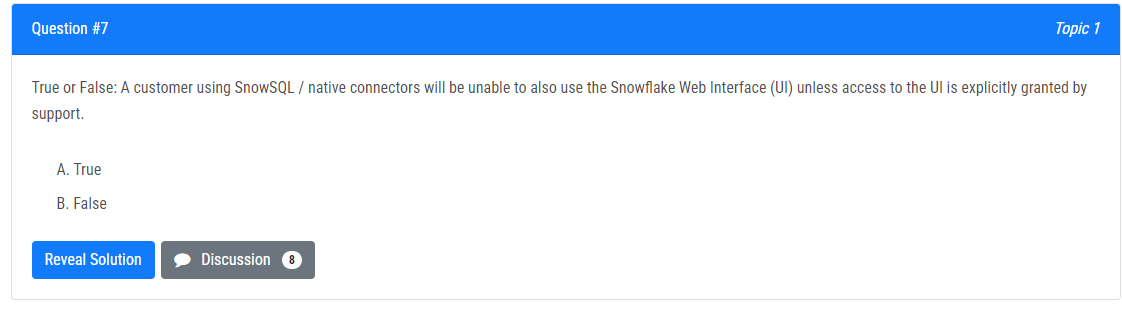 Question #7
Topic 1
True or False: A customer using SnowSQL / native connectors will be unable to also use the Snowflake Web Interface (UI) unless access to the UI is explicitly granted by
support.
A. True
B. False
Reveal Solution
Discussion 8